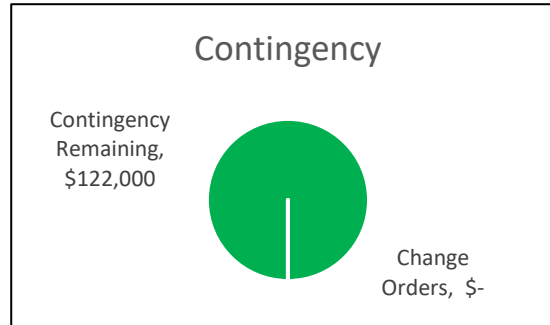 Contingency
Contingency
Remaining,
$122,000
Change
Orders, $-